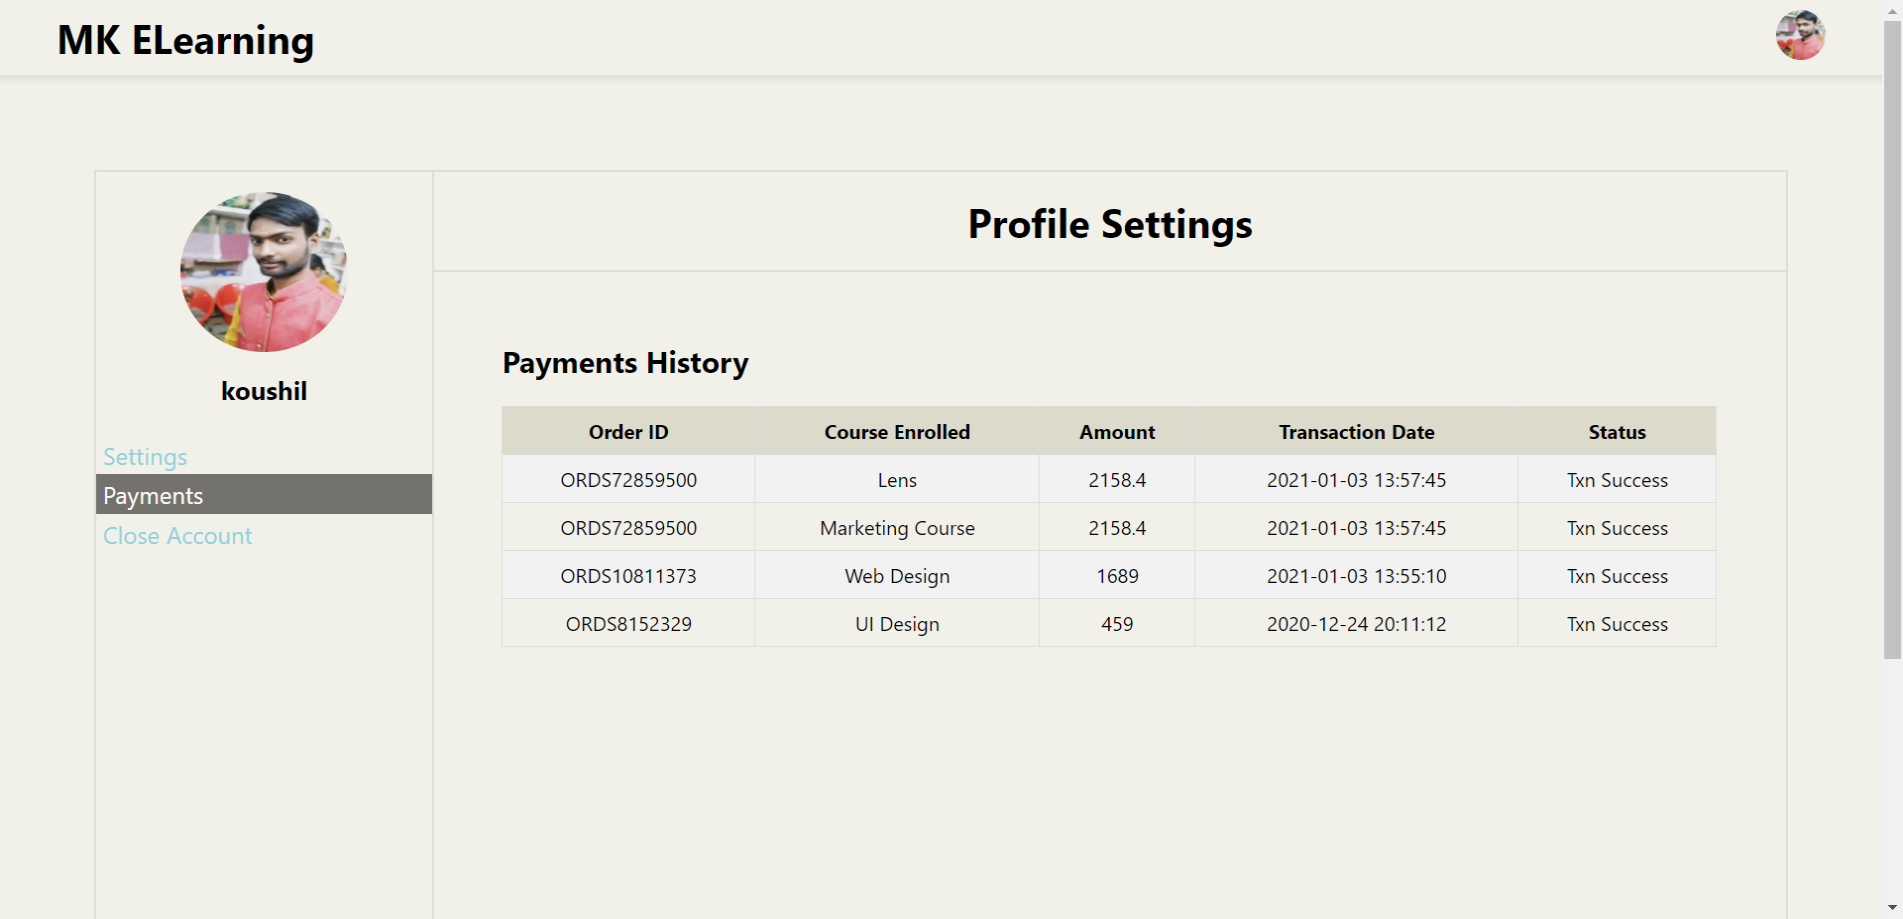 MK ELearning
koushil
Settings
Payments
Close Account
Profile Settings
Payments History
Order ID Course Enrolled Amount Transaction Date Status
ORDS72859500 Lens 2158.4 2021-01-03 13:57:45 Txn Success
ORDS72859500 Marketing Course 2158.4 2021-01-03 13:57:45 Txn Success
ORDS10811373 Web Design 1689 2021-01-03 13:55:10 Txn Success
ORDS8152329 UI Design 459 2020-12-24 20:11:12 Txn Success